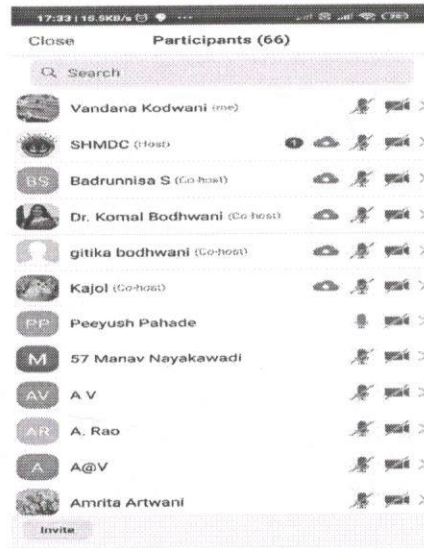 17:33 | 16.5KB/s
Close Participants (66)
Search
Vandana Kodwani (me)
SHMDC (Host) 1
BS Badrunnisa S (Co-host)
Dr. Komal Bodhwani (Co-host)
gitika bodhwani (Co-host)
Kajol (Co-host)
PP Peeyush Pahade
M 57 Manav Nayakawadi
AV A V
AR A. Rao
A A@V
Amrita Artwani
Invite